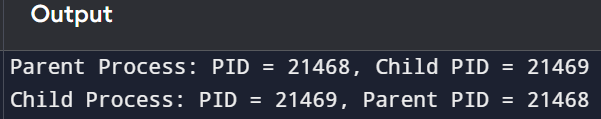 Output
Parent Process: PID = 21468, Child PID = 21469
Child Process: PID = 21469, Parent PID = 21468